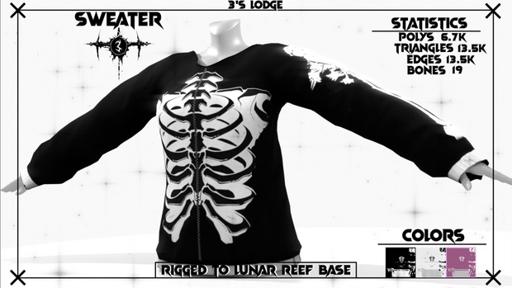 3'S LODGE
SWEATER
3
STATISTICS
POLYS 6.7K
TRIANGLES 13.5K
EDGES 13.5K
BONES 19
COLORS
RIGGED TO LUNAR REEF BASE